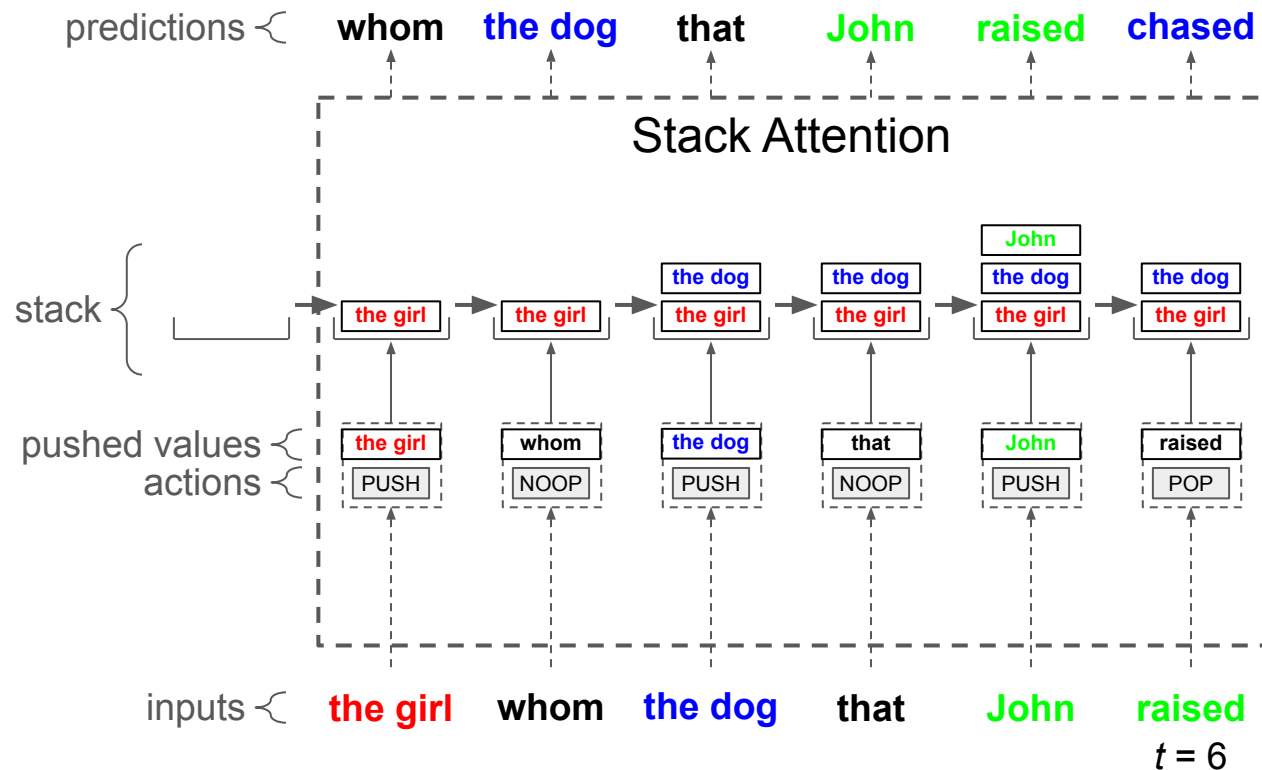 predictions whom the dog that John raised chased
Stack Attention
John
the dog the dog the dog the dog
stack the girl the girl the girl the girl the girl the girl
pushed values the girl whom the dog that John raised
actions PUSH NOOP PUSH NOOP PUSH POP
inputs the girl whom the dog that John raised
t = 6